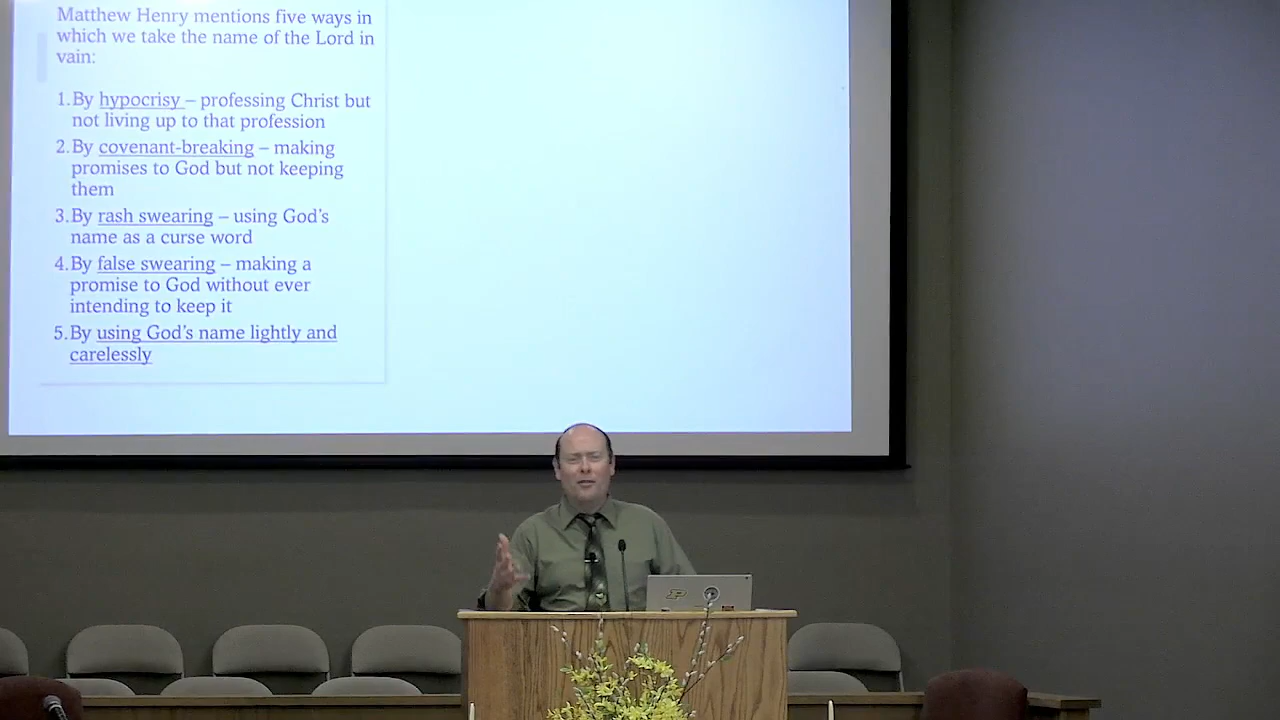 Matthew Henry mentions five ways in
which we take the name of the Lord in
vain:
1. By hypocrisy – professing Christ but
not living up to that profession
2. By covenant-breaking – making
promises to God but not keeping
them
3. By rash swearing – using God's
name as a curse word
4. By false swearing – making a
promise to God without ever
intending to keep it
5. By using God's name lightly and
carelessly
P